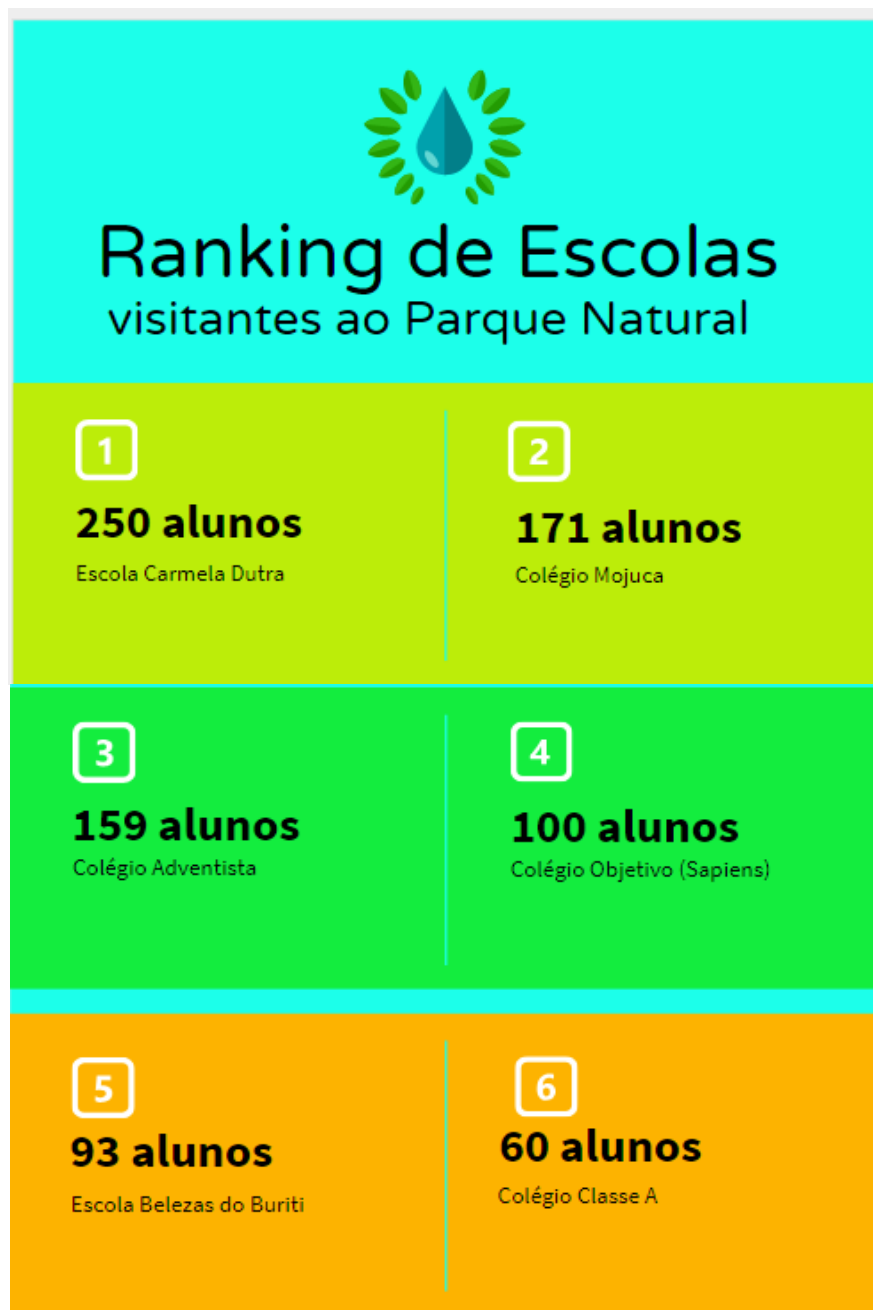 Ranking de Escolas
visitantes ao Parque Natural
1
250 alunos
Escola Carmela Dutra
2
171 alunos
Colégio Mojuca
3
159 alunos
Colégio Adventista
4
100 alunos
Colégio Objetivo (Sapiens)
5
93 alunos
Escola Belezas do Buriti
6
60 alunos
Colégio Classe A